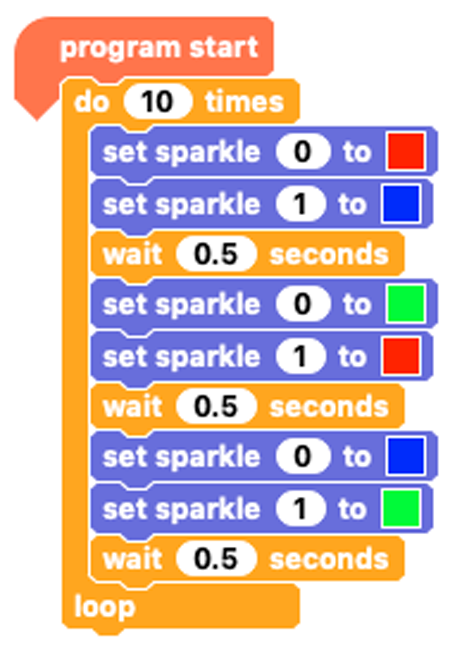 program start
do 10 times
set sparkle 0 to
set sparkle 1 to
wait 0.5 seconds
set sparkle 0 to
set sparkle 1 to
wait 0.5 seconds
set sparkle 0 to
set sparkle 1 to
wait 0.5 seconds
loop